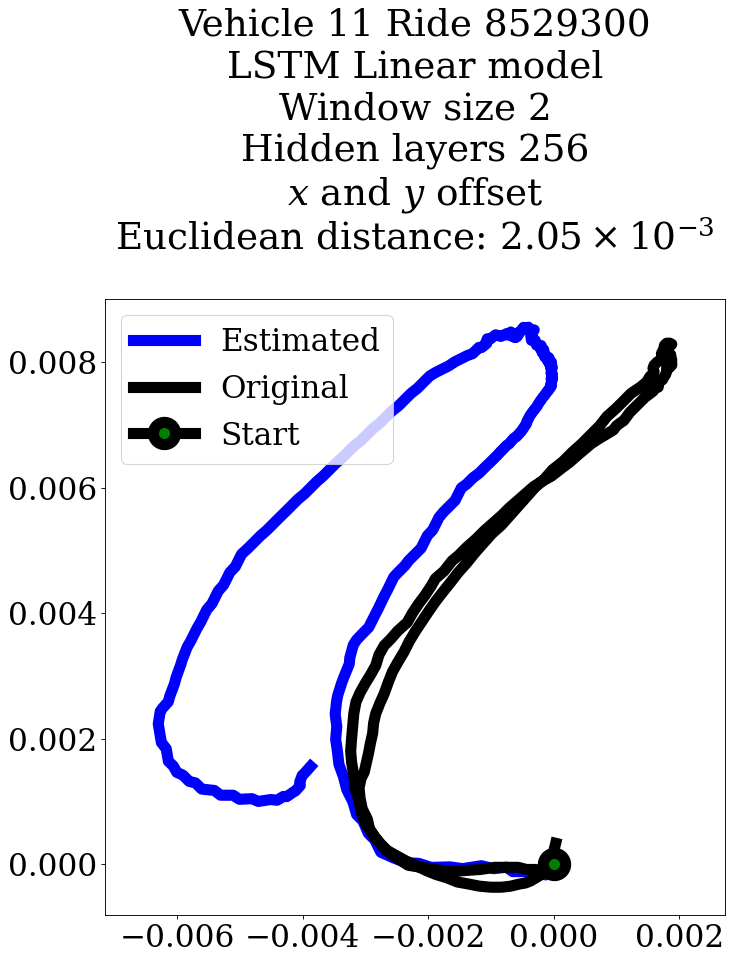 Vehicle 11 Ride 8529300
LSTM Linear model
Window size 2
Hidden layers 256
x and y offset
Euclidean distance: 2.05 × 10⁻³
Estimated
Original
Start
0.008
0.006
0.004
0.002
0.000
−0.006 −0.004 −0.002 0.000 0.002